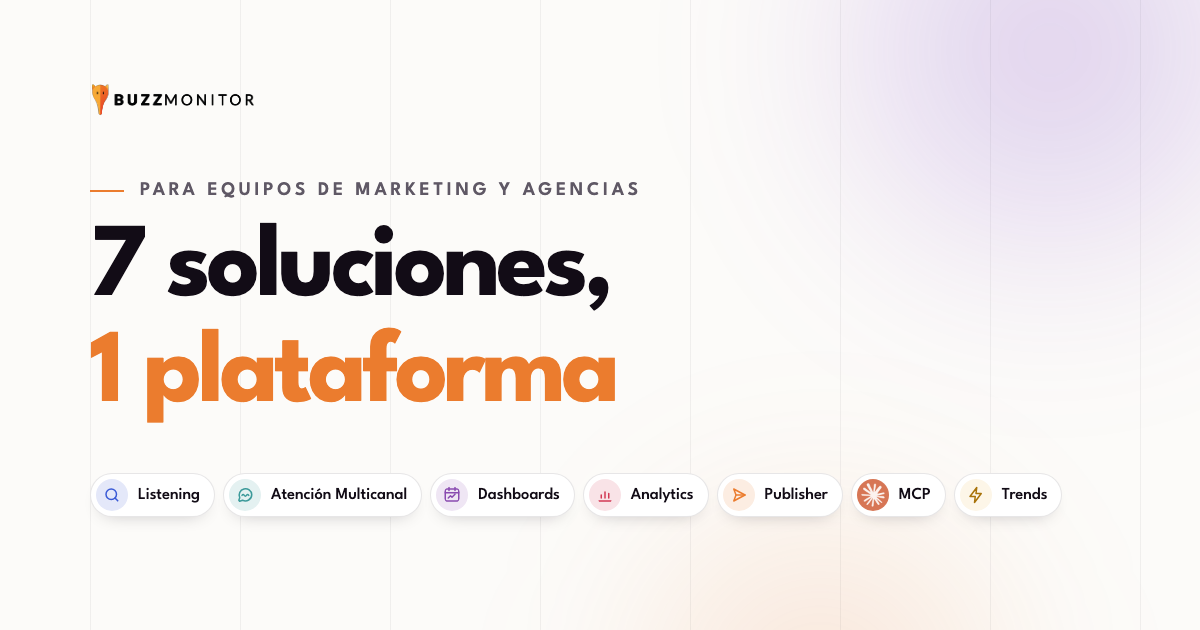 BUZZMONITOR
PARA EQUIPOS DE MARKETING Y AGENCIAS
7 soluciones,
1 plataforma
Listening Atención Multicanal Dashboards Analytics Publisher MCP Trends